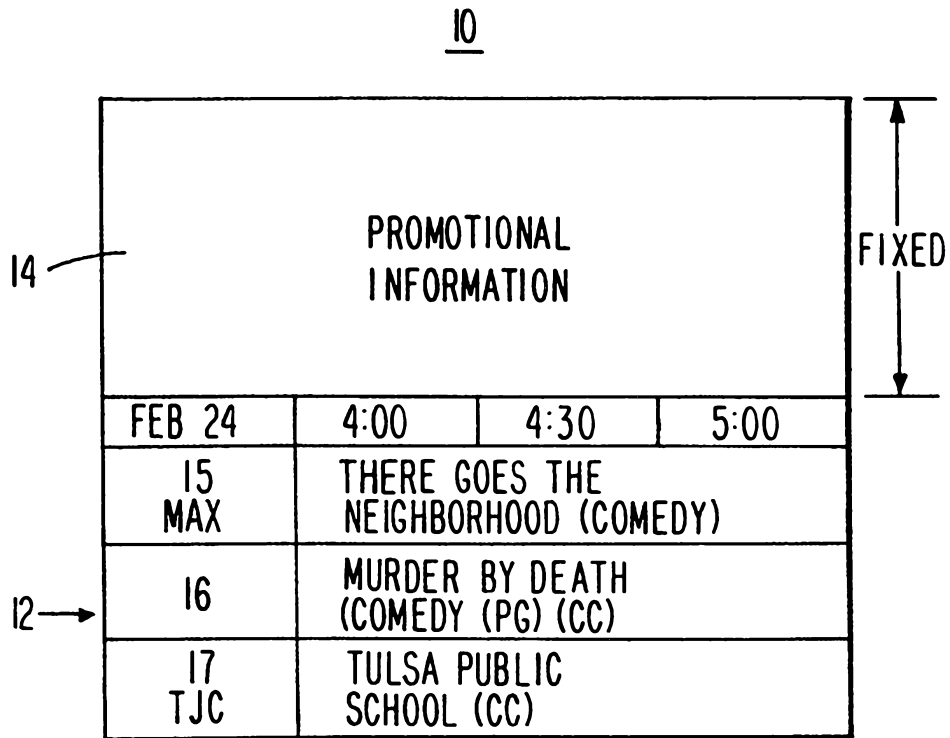 10
PROMOTIONAL
INFORMATION
14
FIXED
FEB 24 4:00 4:30 5:00
15
MAX
THERE GOES THE
NEIGHBORHOOD (COMEDY)
16
MURDER BY DEATH
(COMEDY (PG) (CC)
12
17
TJC
TULSA PUBLIC
SCHOOL (CC)